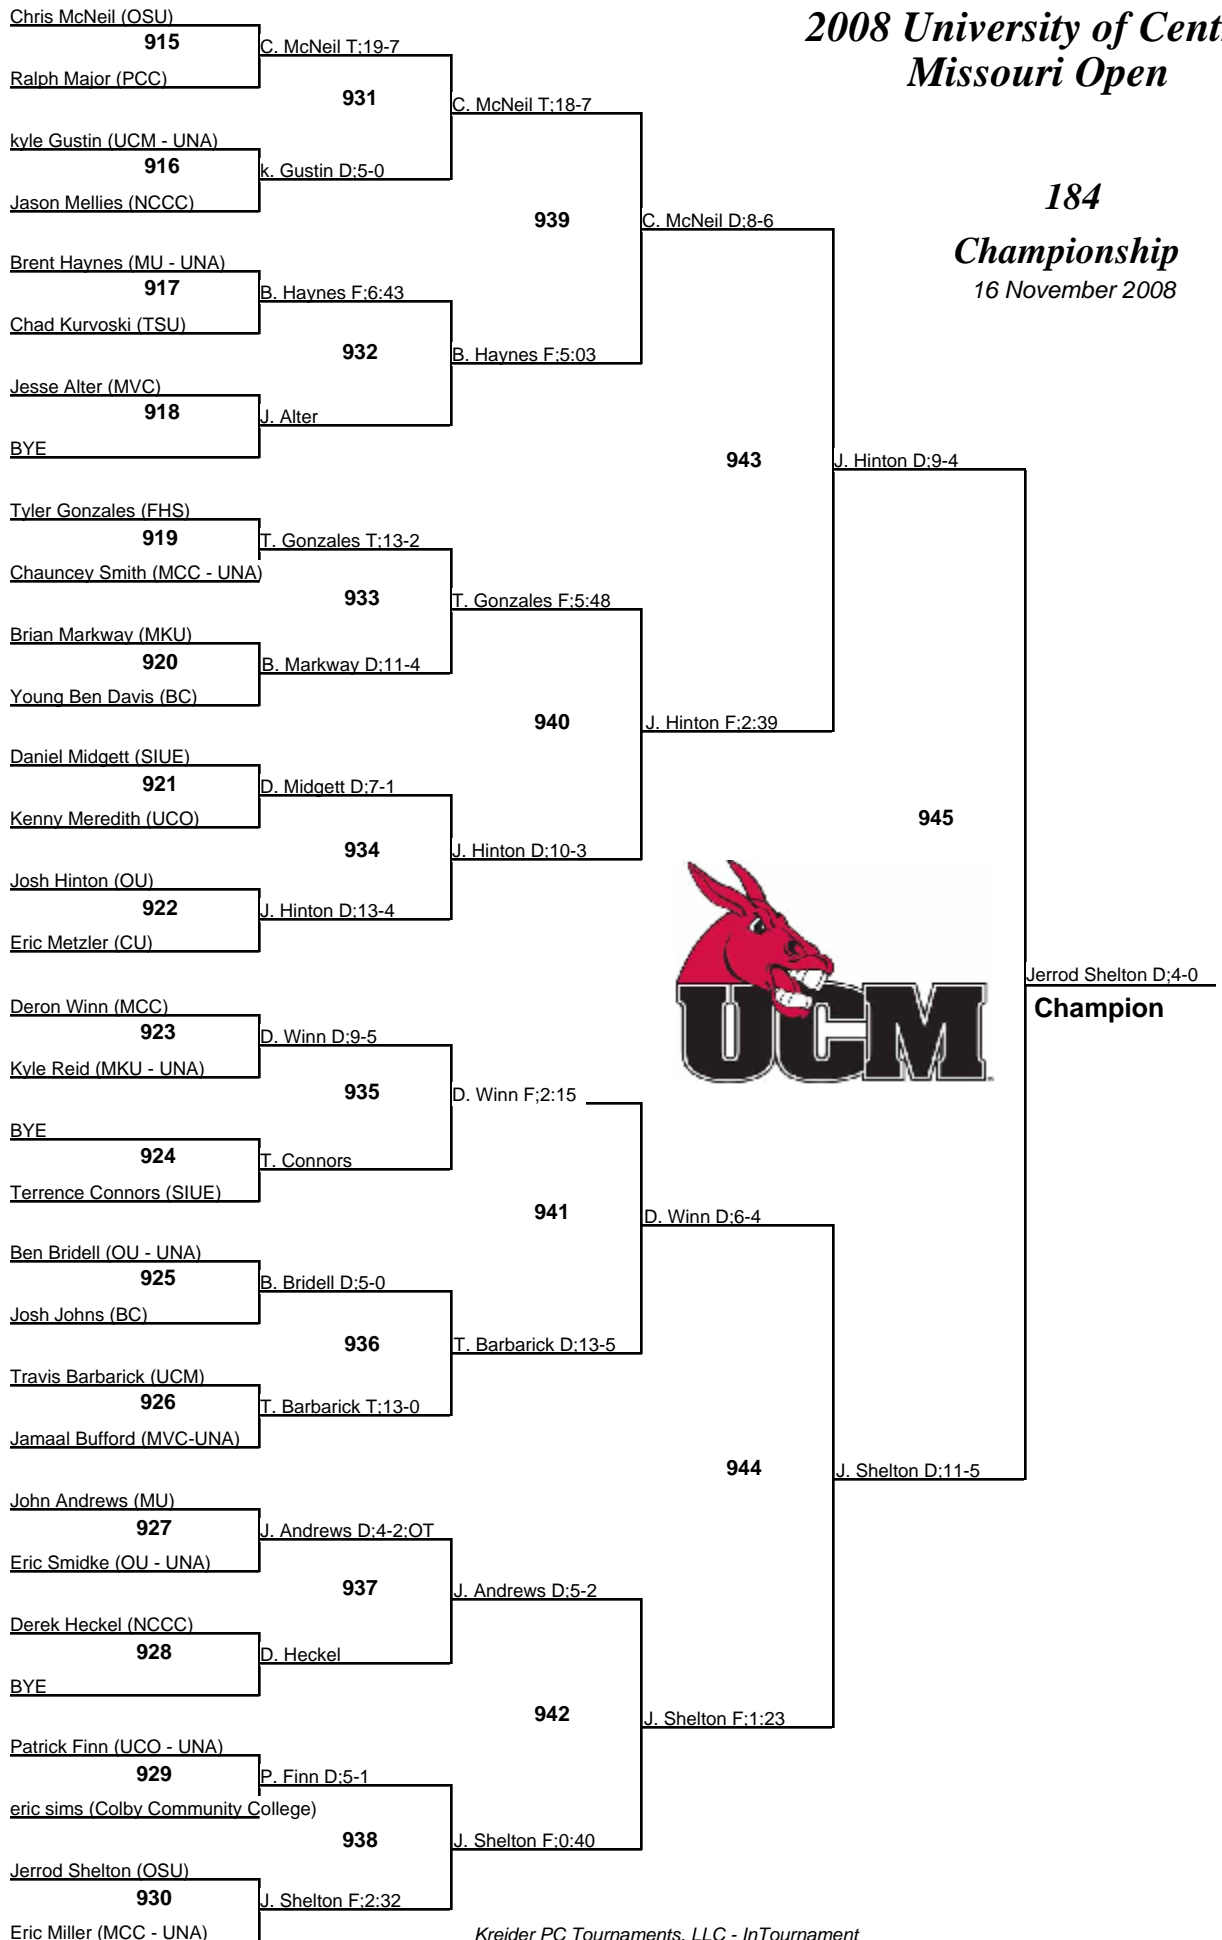 2008 University of Cent
Missouri Open
184
Championship
16 November 2008
Chris McNeil (OSU)
915
Ralph Major (PCC)
C. McNeil T;19-7
931
kyle Gustin (UCM - UNA)
916
Jason Mellies (NCCC)
k. Gustin D;5-0
C. McNeil T;18-7
939
Brent Haynes (MU - UNA)
917
Chad Kurvoski (TSU)
B. Haynes F;6:43
932
Jesse Alter (MVC)
918
BYE
J. Alter
B. Haynes F;5:03
C. McNeil D;8-6
943
Tyler Gonzales (FHS)
919
Chauncey Smith (MCC - UNA)
T. Gonzales T;13-2
933
Brian Markway (MKU)
920
Young Ben Davis (BC)
B. Markway D;11-4
T. Gonzales F;5:48
940
Daniel Midgett (SIUE)
921
Kenny Meredith (UCO)
D. Midgett D;7-1
934
Josh Hinton (OU)
922
Eric Metzler (CU)
J. Hinton D;13-4
J. Hinton D;10-3
J. Hinton F;2:39
J. Hinton D;9-4
945
UCM
Jerrod Shelton D;4-0
Champion
Deron Winn (MCC)
923
Kyle Reid (MKU - UNA)
D. Winn D;9-5
935
BYE
924
Terrence Connors (SIUE)
T. Connors
D. Winn F;2:15
941
Ben Bridell (OU - UNA)
925
Josh Johns (BC)
B. Bridell D;5-0
936
Travis Barbarick (UCM)
926
Jamaal Bufford (MVC-UNA)
T. Barbarick T;13-0
T. Barbarick D;13-5
D. Winn D;6-4
944
J. Shelton D;11-5
John Andrews (MU)
927
Eric Smidke (OU - UNA)
J. Andrews D;4-2;OT
937
Derek Heckel (NCCC)
928
BYE
D. Heckel
J. Andrews D;5-2
942
J. Shelton F;1:23
Patrick Finn (UCO - UNA)
929
eric sims (Colby Community College)
P. Finn D;5-1
938
Jerrod Shelton (OSU)
930
Eric Miller (MCC - UNA)
J. Shelton F;2:32
J. Shelton F;0:40
Kreider PC Tournaments, LLC - InTournament